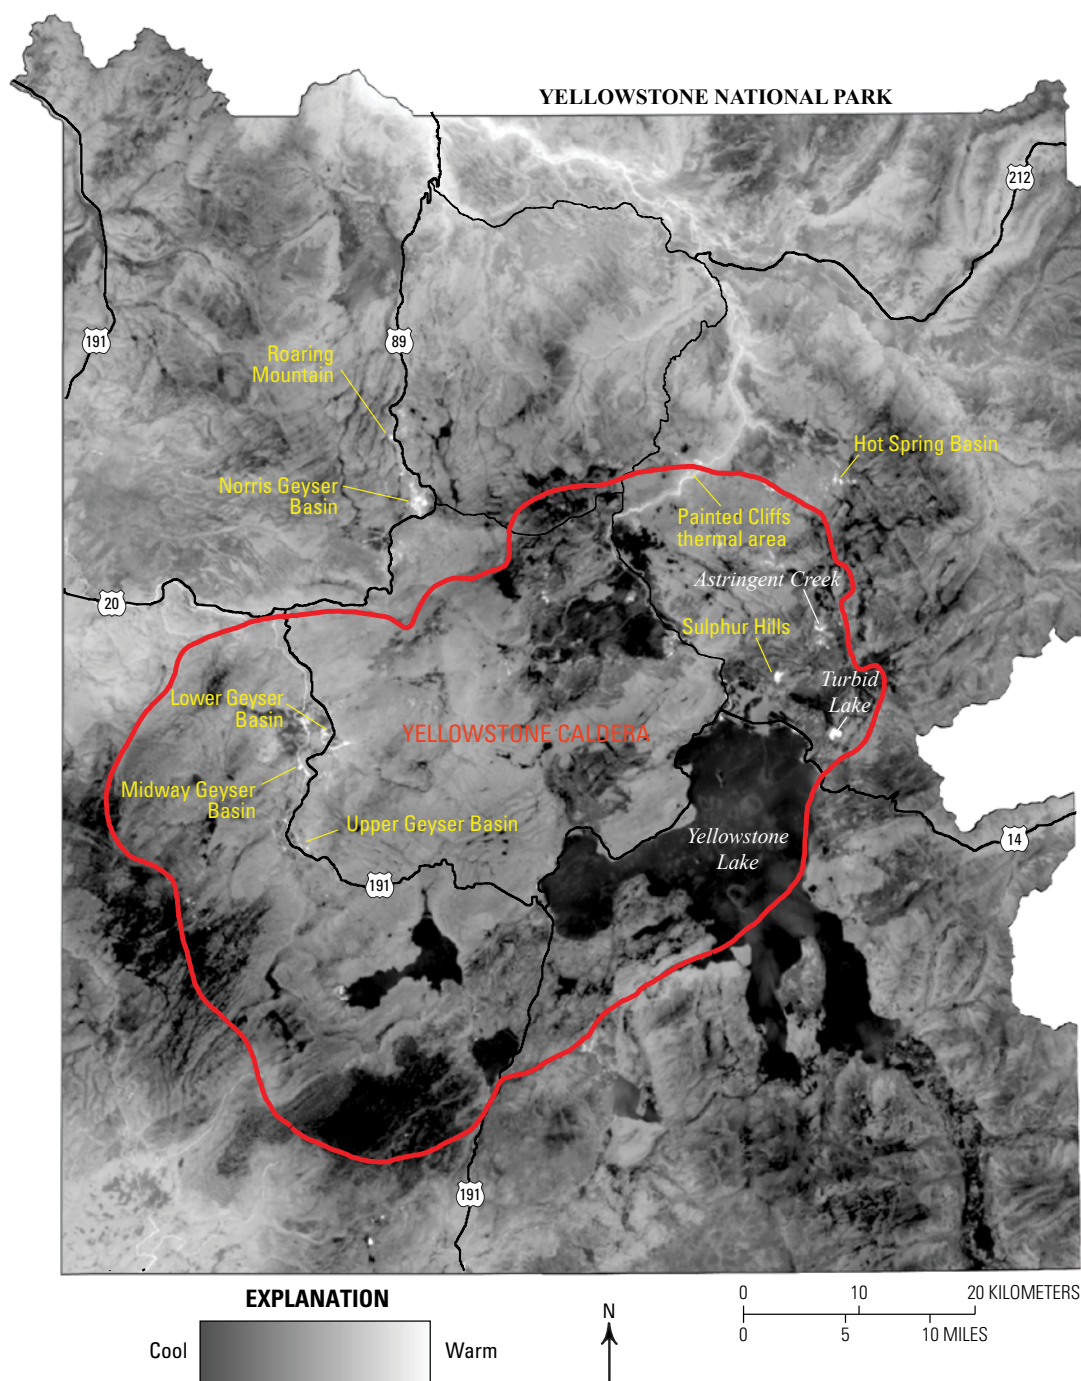 YELLOWSTONE NATIONAL PARK
212
191
89
Roaring
Mountain
Hot Spring Basin
Norris Geyser
Basin
Painted Cliffs
thermal area
Astringent Creek
20
Sulphur Hills
Turbid
Lake
Lower Geyser
Basin
YELLOWSTONE CALDERA
Midway Geyser
Basin
Upper Geyser Basin
Yellowstone
Lake
14
191
191
EXPLANATION
Cool
Warm
N
0 10 20 KILOMETERS
0 5 10 MILES